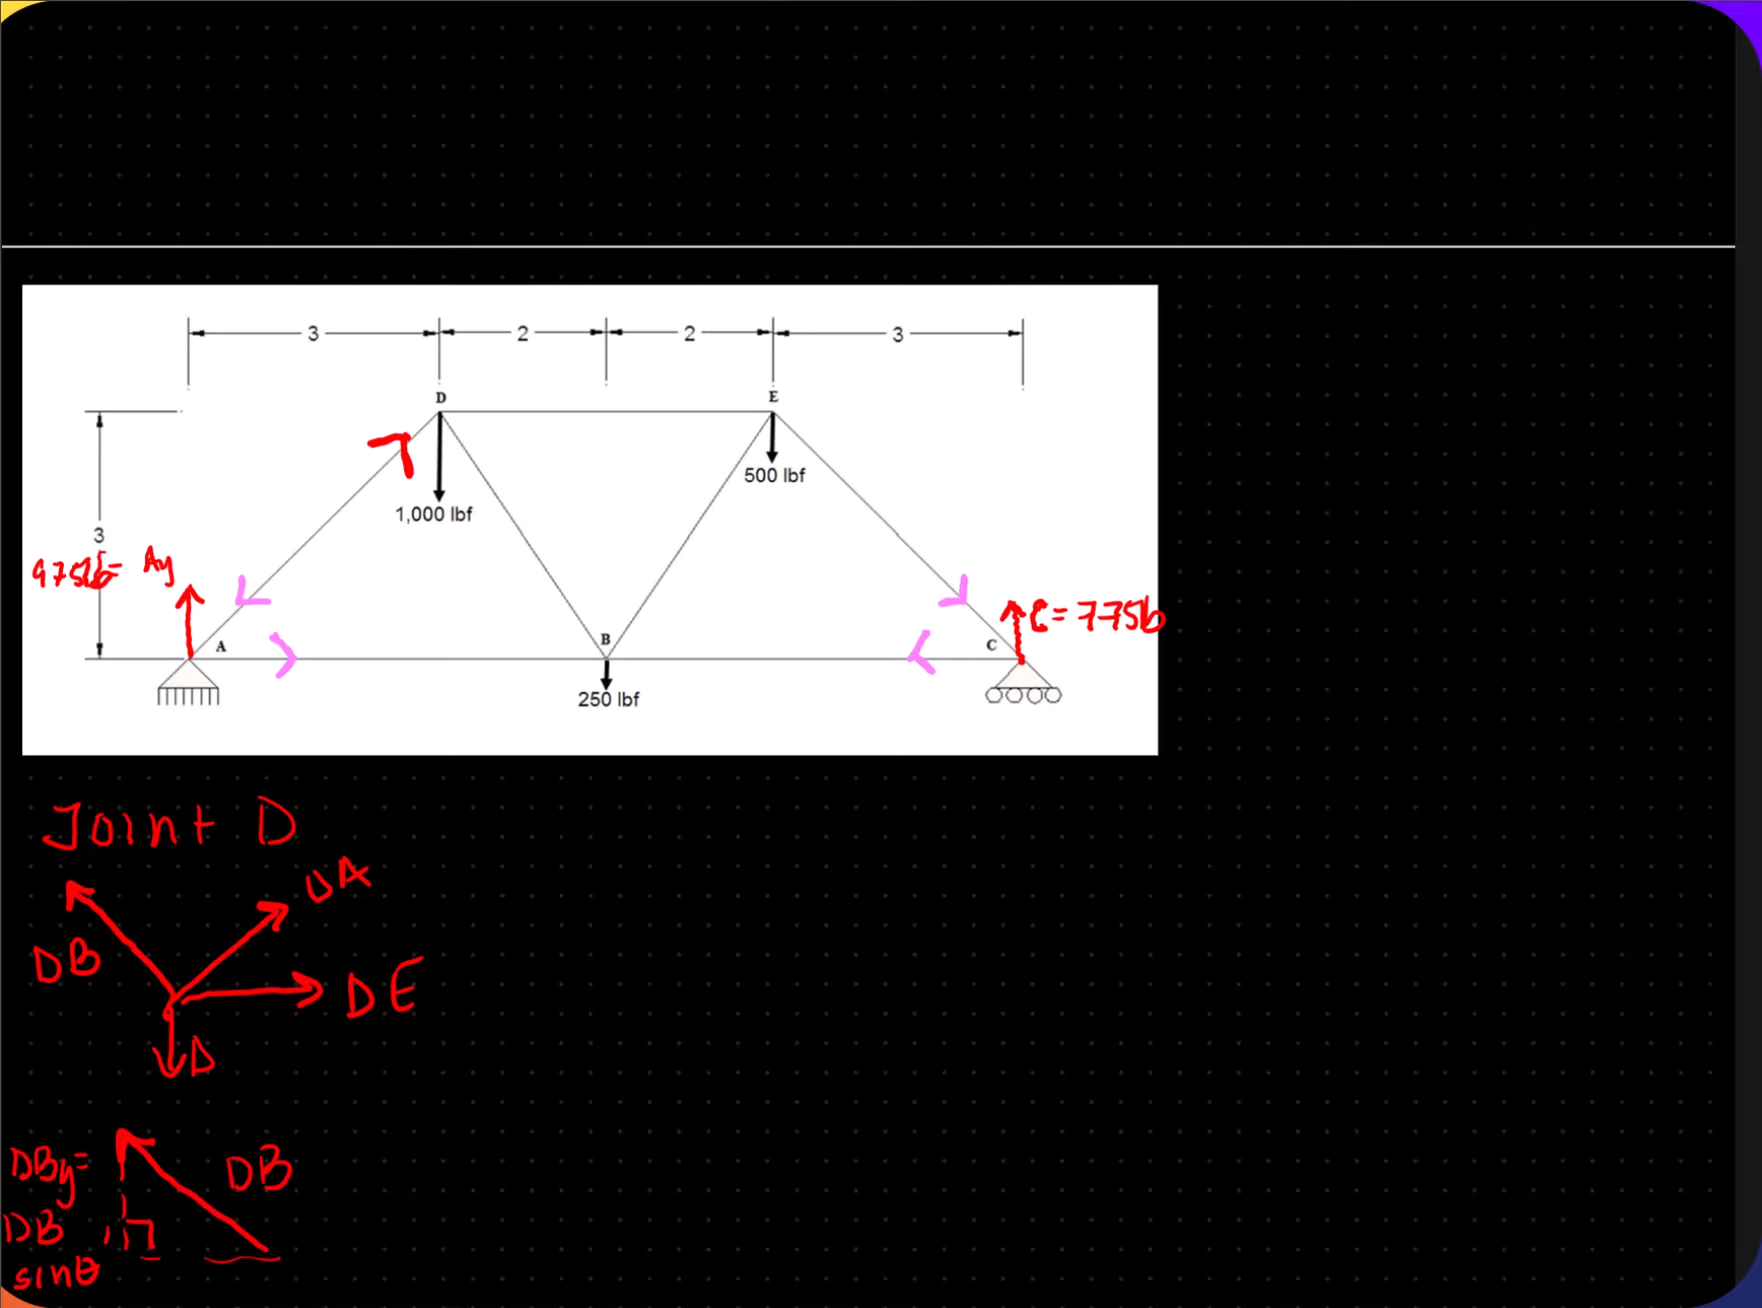 3 2 2 3
D E
500 lbf
1,000 lbf
3
975lb= Ay
C= 775lb
A B C
250 lbf
Joint D
DA
DB
DE
D
DBy=
DB
DB
sinθ